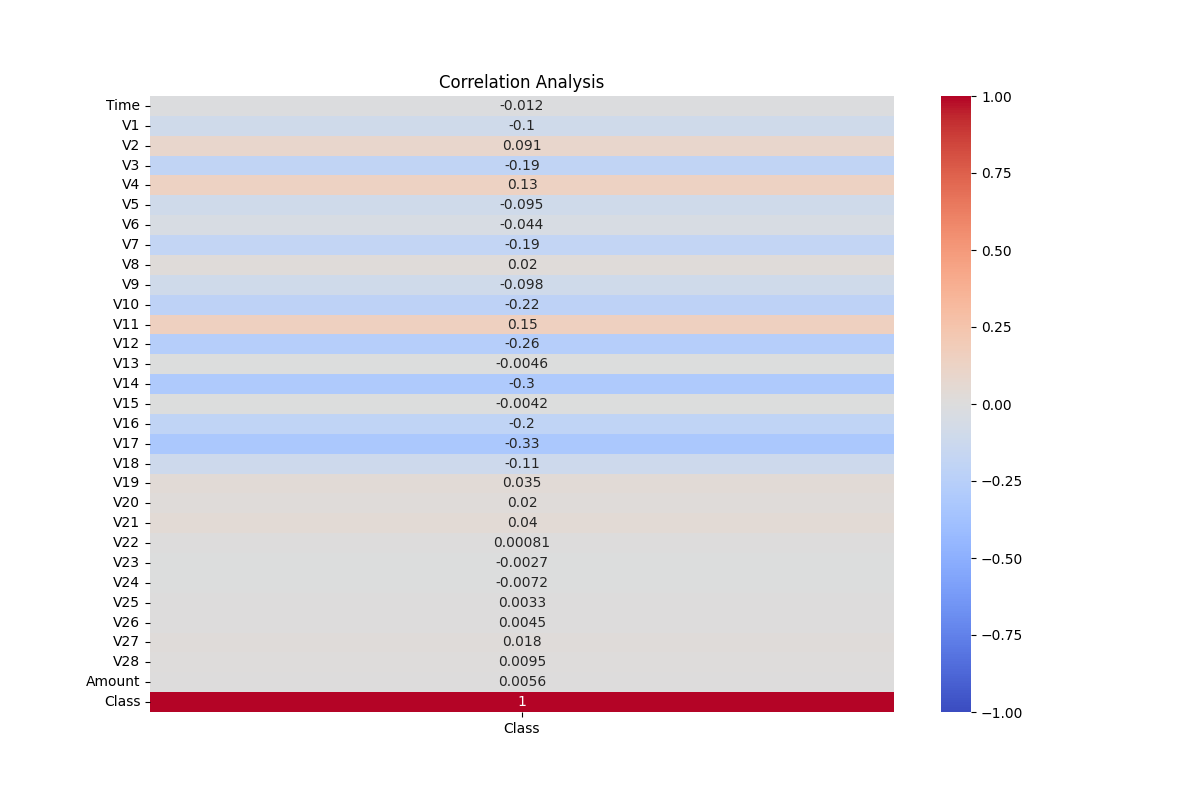 Correlation Analysis
Time -0.012
V1 -0.1
V2 0.091
V3 -0.19
V4 0.13
V5 -0.095
V6 -0.044
V7 -0.19
V8 0.02
V9 -0.098
V10 -0.22
V11 0.15
V12 -0.26
V13 -0.0046
V14 -0.3
V15 -0.0042
V16 -0.2
V17 -0.33
V18 -0.11
V19 0.035
V20 0.02
V21 0.04
V22 0.00081
V23 -0.0027
V24 -0.0072
V25 0.0033
V26 0.0045
V27 0.018
V28 0.0095
Amount 0.0056
Class 1
Class
1.00
0.75
0.50
0.25
0.00
−0.25
−0.50
−0.75
−1.00